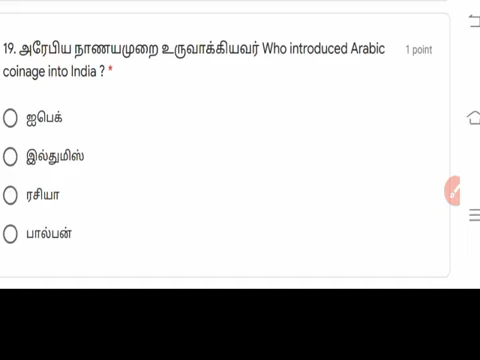 19. அரேபிய நாணயமுறை உருவாக்கியவர் Who introduced Arabic 1 point
coinage into India ? *
ஐபெக்
இல்துமிஸ்
ரசியா
பால்பன்